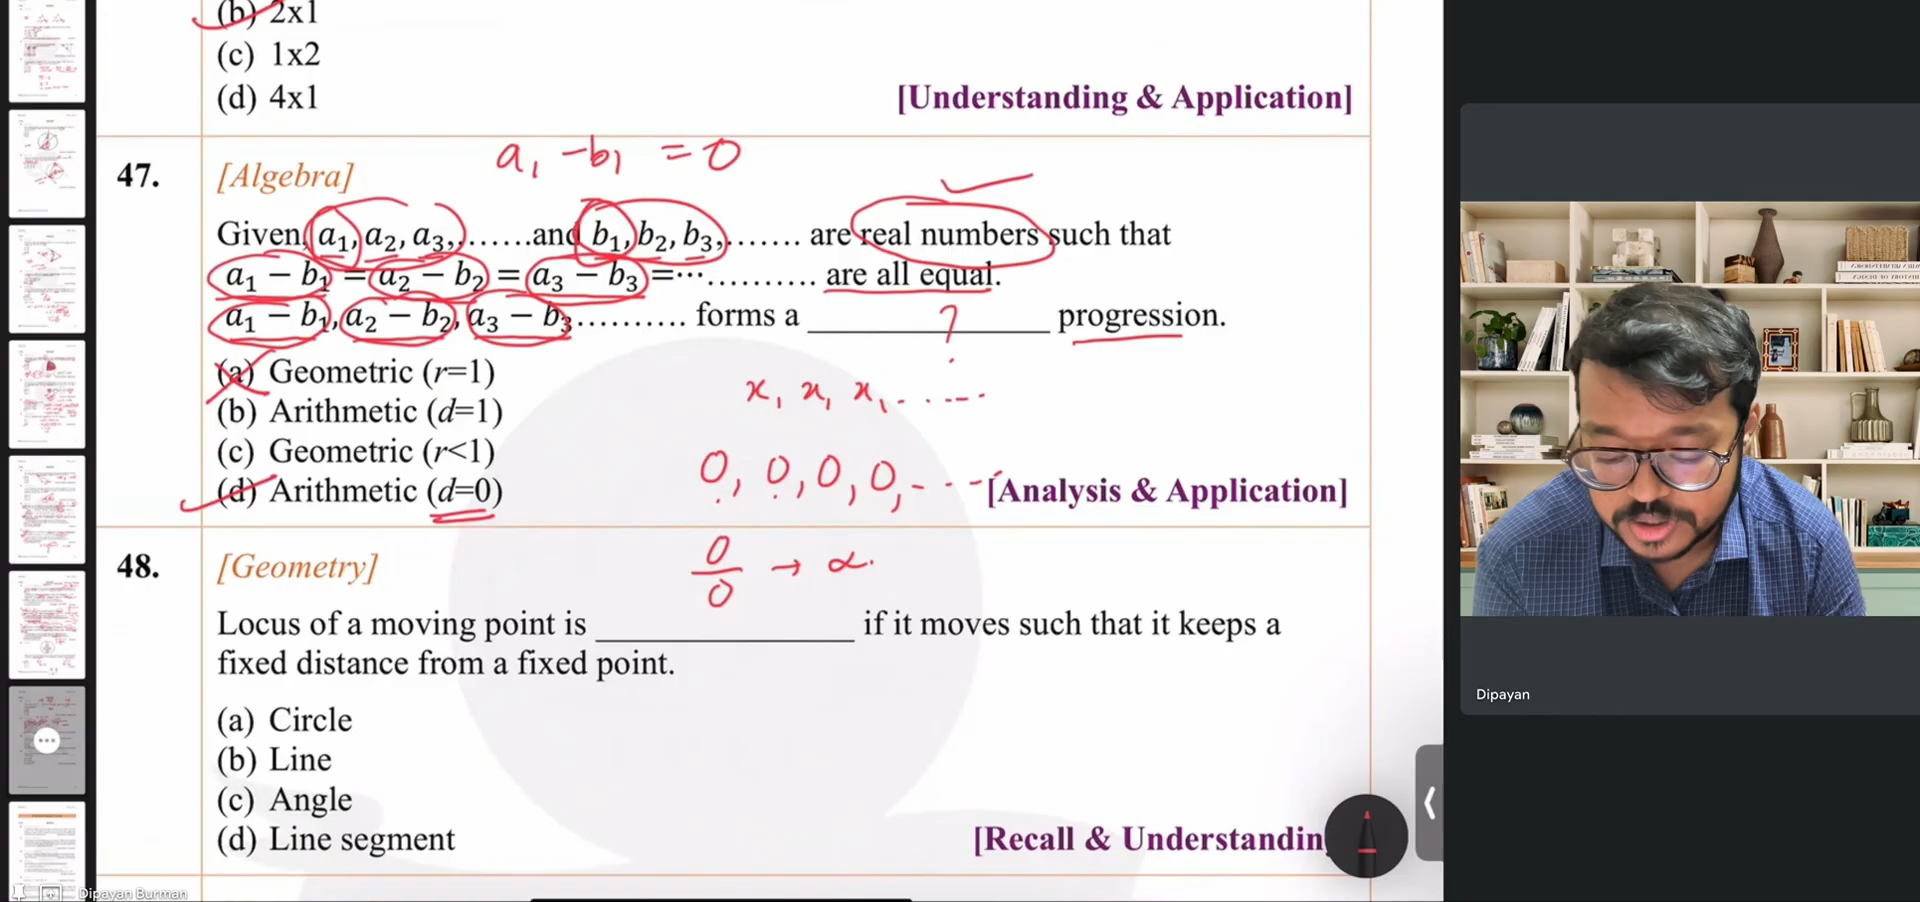 (b) 2x1
(c) 1x2
(d) 4x1
[Understanding & Application]
a₁ - b₁ = 0
47.
[Algebra]
Given, a₁, a₂, a₃, ……and b₁, b₂, b₃, ……. are real numbers such that
a₁ − b₁ = a₂ − b₂ = a₃ − b₃ =⋯………. are all equal.
a₁ − b₁, a₂ − b₂, a₃ − b₃………. forms a ______________ progression.
?
(a) Geometric (r=1)
x, x, x, . . . . .
(b) Arithmetic (d=1)
(c) Geometric (r<1)
0, 0, 0, 0, - - - -
(d) Arithmetic (d=0)
[Analysis & Application]
48.
[Geometry]
0/0 → α.
Locus of a moving point is _______________ if it moves such that it keeps a
fixed distance from a fixed point.
(a) Circle
(b) Line
(c) Angle
(d) Line segment
[Recall & Understandin
Dipayan
Dipayan Burman